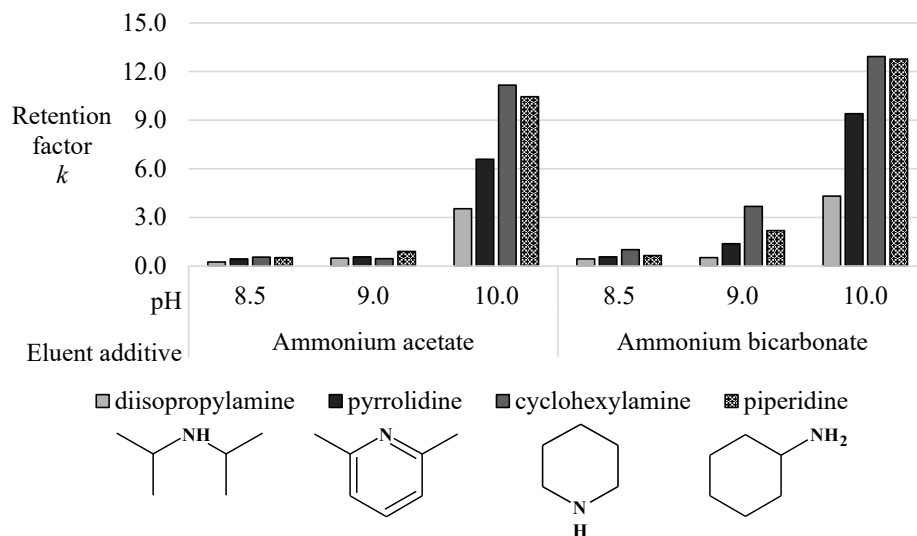 15.0
12.0
Retention factor k
9.0
6.0
3.0
0.0
pH 8.5 9.0 10.0 8.5 9.0 10.0
Eluent additive Ammonium acetate Ammonium bicarbonate
diisopropylamine pyrrolidine cyclohexylamine piperidine
NH N NH2
N
H